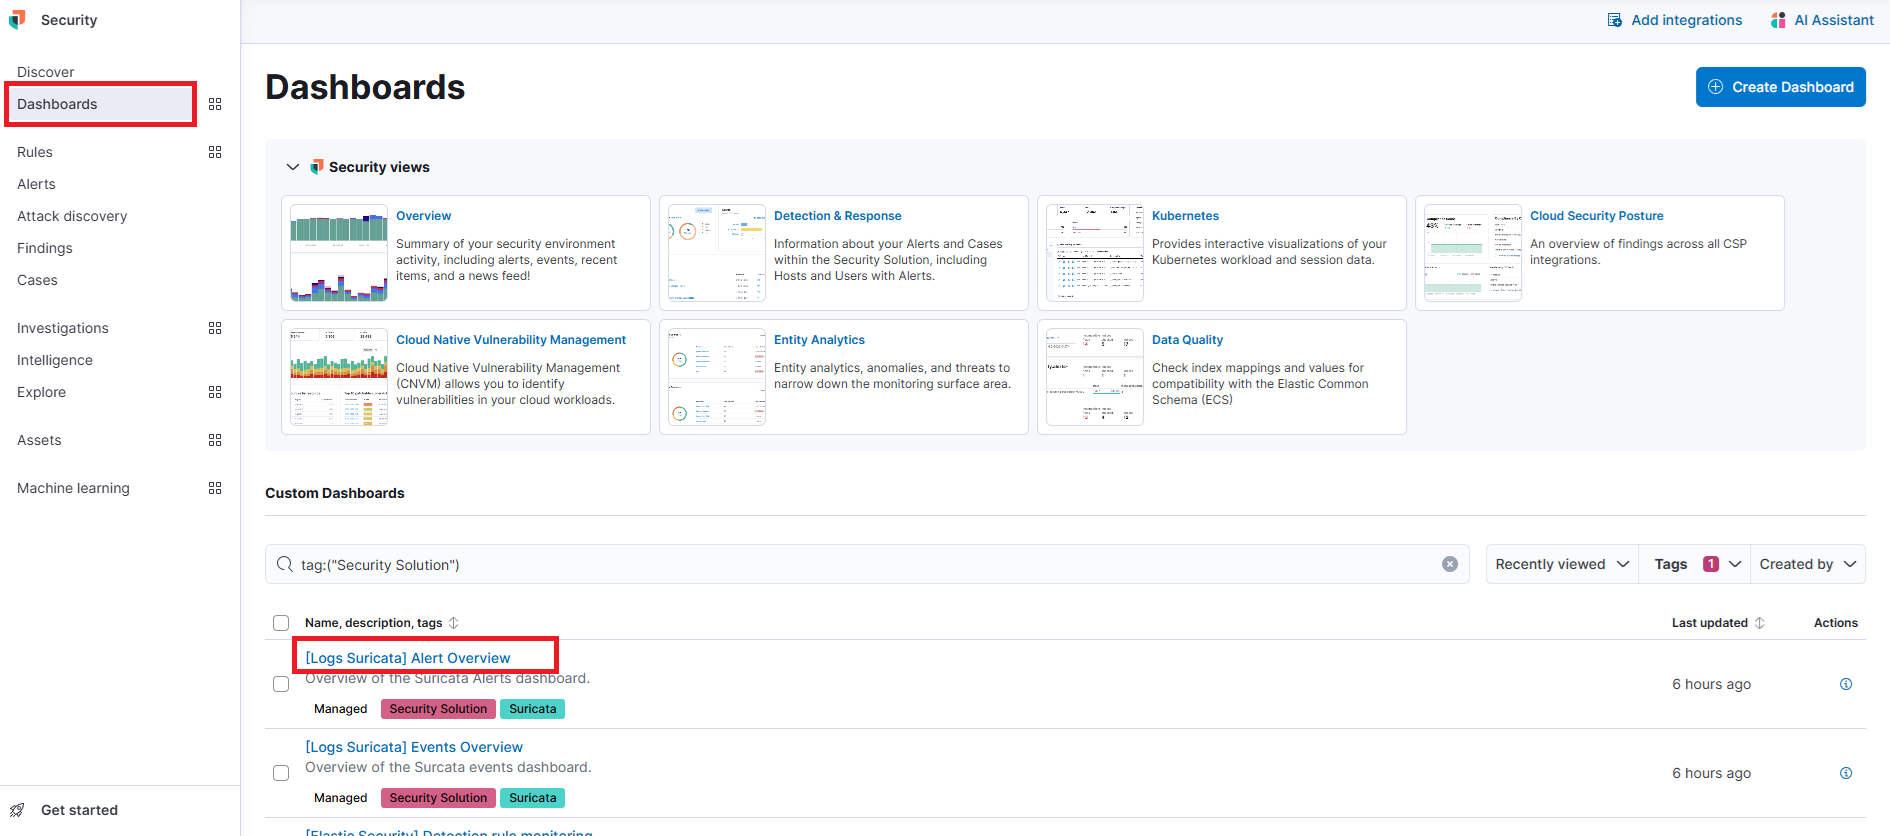 Security
Add integrations
AI Assistant
Discover
Dashboards
Rules
Alerts
Attack discovery
Findings
Cases
Investigations
Intelligence
Explore
Assets
Machine learning
Get started
Dashboards
Create Dashboard
Security views
Overview
Summary of your security environment
activity, including alerts, events, recent
items, and a news feed!
Detection & Response
Information about your Alerts and Cases
within the Security Solution, including
Hosts and Users with Alerts.
Kubernetes
Provides interactive visualizations of your
Kubernetes workload and session data.
Cloud Security Posture
An overview of findings across all CSP
integrations.
Cloud Native Vulnerability Management
Cloud Native Vulnerability Management
(CNVM) allows you to identify
vulnerabilities in your cloud workloads.
Entity Analytics
Entity analytics, anomalies, and threats to
narrow down the monitoring surface area.
Data Quality
Check index mappings and values for
compatibility with the Elastic Common
Schema (ECS)
Custom Dashboards
tag:("Security Solution")
Recently viewed
Tags 1
Created by
Name, description, tags
Last updated
Actions
[Logs Suricata] Alert Overview
Overview of the Suricata Alerts dashboard.
Managed Security Solution Suricata
6 hours ago
[Logs Suricata] Events Overview
Overview of the Surcata events dashboard.
Managed Security Solution Suricata
6 hours ago
[Elastic Security] Detection rule monitoring